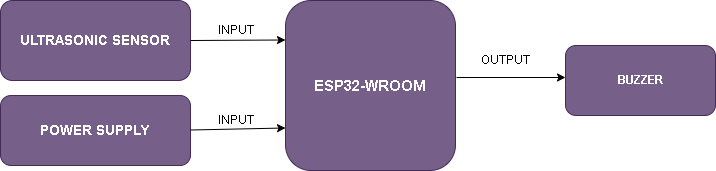 ULTRASONIC SENSOR
INPUT
POWER SUPPLY
INPUT
ESP32-WROOM
OUTPUT
BUZZER